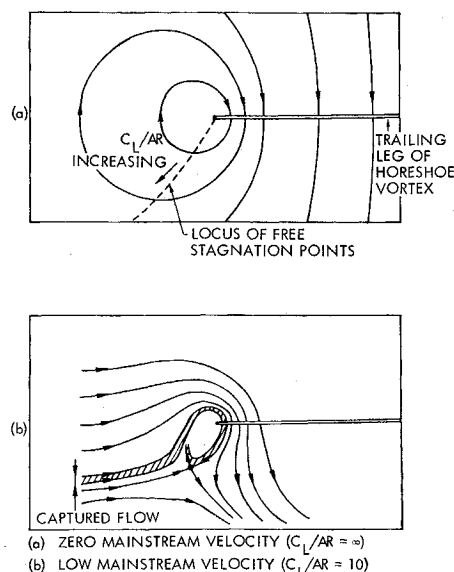 (a)
C_L/AR
INCREASING
TRAILING
LEG OF
HORESHOE
VORTEX
LOCUS OF FREE
STAGNATION POINTS
(b)
CAPTURED FLOW
(a) ZERO MAINSTREAM VELOCITY (C_L/AR = ∞)
(b) LOW MAINSTREAM VELOCITY (C_L/AR = 10)